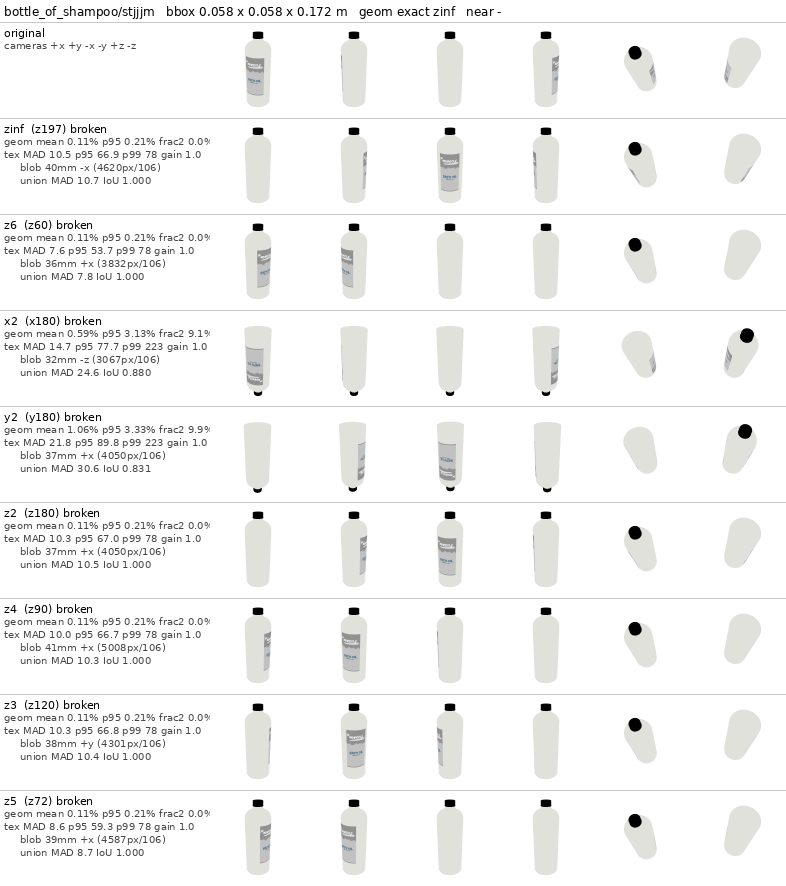 bottle_of_shampoo/stjjjm   bbox 0.058 x 0.058 x 0.172 m   geom exact zinf   near -
original
cameras +x +y -x -y +z -z
zinf  (z197) broken
geom mean 0.11% p95 0.21% frac2 0.0%
tex MAD 10.5 p95 66.9 p99 78 gain 1.0
blob 40mm -x (4620px/106)
union MAD 10.7 IoU 1.000
z6  (z60) broken
geom mean 0.11% p95 0.21% frac2 0.0%
tex MAD 7.6 p95 53.7 p99 78 gain 1.0
blob 36mm +x (3832px/106)
union MAD 7.8 IoU 1.000
x2  (x180) broken
geom mean 0.59% p95 3.13% frac2 9.1%
tex MAD 14.7 p95 77.7 p99 223 gain 1.0
blob 32mm -z (3067px/106)
union MAD 24.6 IoU 0.880
y2  (y180) broken
geom mean 1.06% p95 3.33% frac2 9.9%
tex MAD 21.8 p95 89.8 p99 223 gain 1.0
blob 37mm +x (4050px/106)
union MAD 30.6 IoU 0.831
z2  (z180) broken
geom mean 0.11% p95 0.21% frac2 0.0%
tex MAD 10.3 p95 67.0 p99 78 gain 1.0
blob 37mm +x (4050px/106)
union MAD 10.5 IoU 1.000
z4  (z90) broken
geom mean 0.11% p95 0.21% frac2 0.0%
tex MAD 10.0 p95 66.7 p99 78 gain 1.0
blob 41mm +x (5008px/106)
union MAD 10.3 IoU 1.000
z3  (z120) broken
geom mean 0.11% p95 0.21% frac2 0.0%
tex MAD 10.3 p95 66.8 p99 78 gain 1.0
blob 38mm +y (4301px/106)
union MAD 10.4 IoU 1.000
z5  (z72) broken
geom mean 0.11% p95 0.21% frac2 0.0%
tex MAD 8.6 p95 59.3 p99 78 gain 1.0
blob 39mm +x (4587px/106)
union MAD 8.7 IoU 1.000